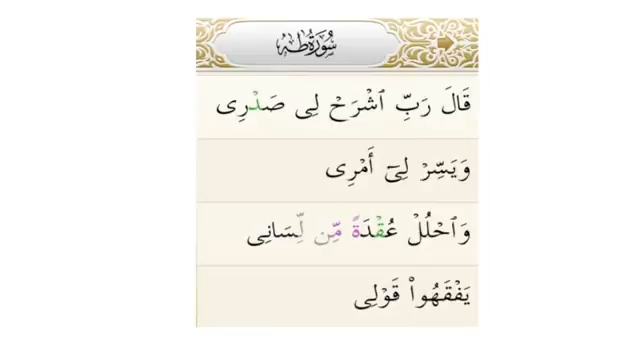 سُورَةُ طه
قَالَ رَبِّ ٱشْرَحْ لِى صَدْرِى
وَيَسِّرْ لِىٓ أَمْرِى
وَٱحْلُلْ عُقْدَةً مِّن لِّسَانِى
يَفْقَهُوا۟ قَوْلِى